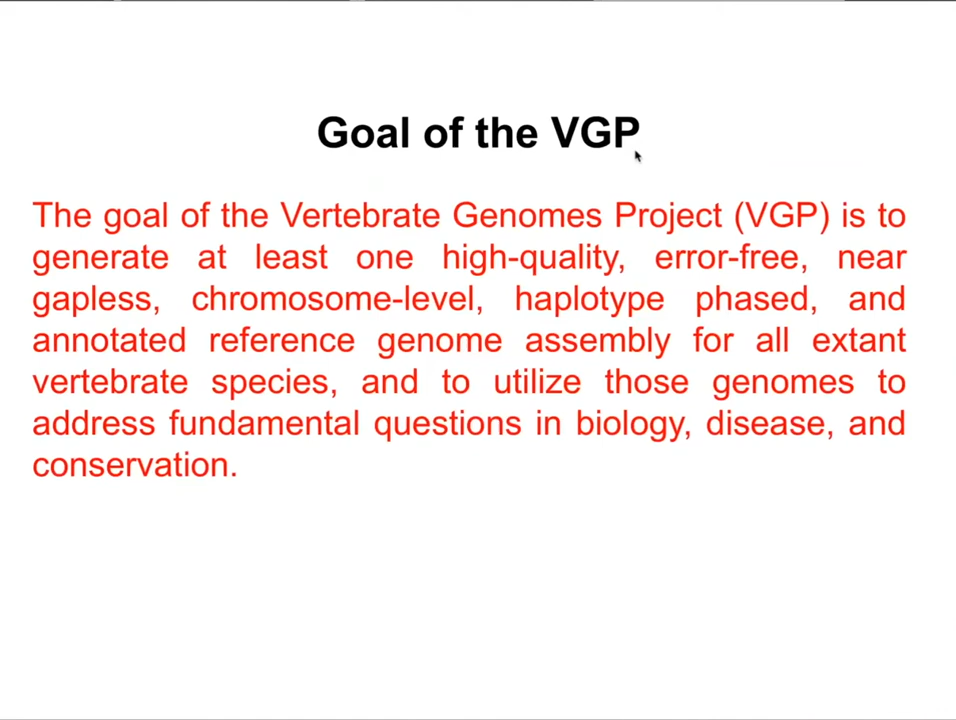 Goal of the VGP
The goal of the Vertebrate Genomes Project (VGP) is to
generate at least one high-quality, error-free, near
gapless, chromosome-level, haplotype phased, and
annotated reference genome assembly for all extant
vertebrate species, and to utilize those genomes to
address fundamental questions in biology, disease, and
conservation.